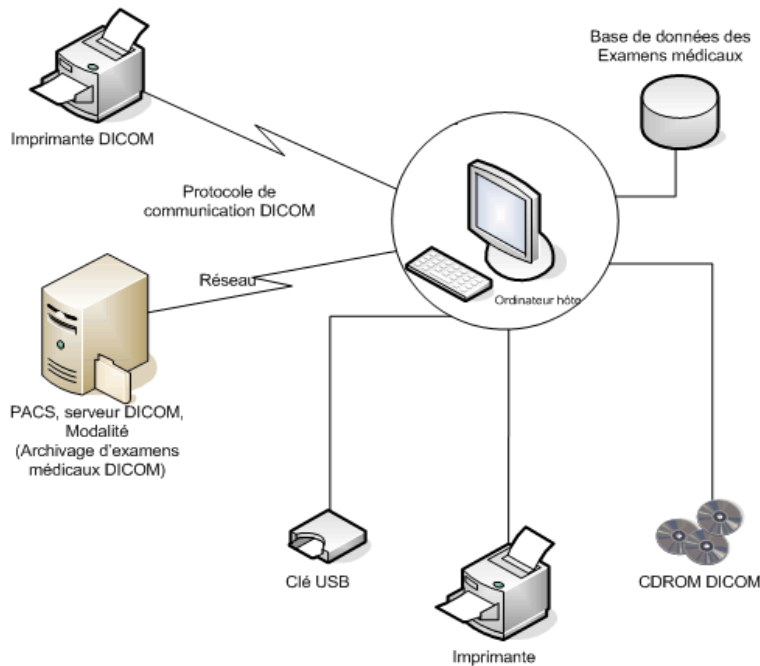 Base de données des
Examens médicaux
Imprimante DICOM
Protocole de
communication DICOM
Réseau
Ordinateur hôte
PACS, serveur DICOM,
Modalité
(Archivage d'examens
médicaux DICOM)
Clé USB
CDROM DICOM
Imprimante